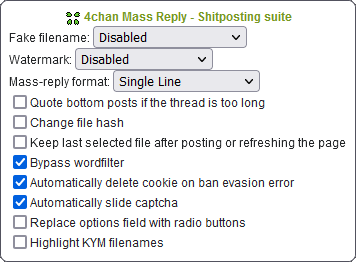 4chan Mass Reply - Shitposting suite
Fake filename: Disabled
Watermark: Disabled
Mass-reply format: Single Line
Quote bottom posts if the thread is too long
Change file hash
Keep last selected file after posting or refreshing the page
Bypass wordfilter
Automatically delete cookie on ban evasion error
Automatically slide captcha
Replace options field with radio buttons
Highlight KYM filenames